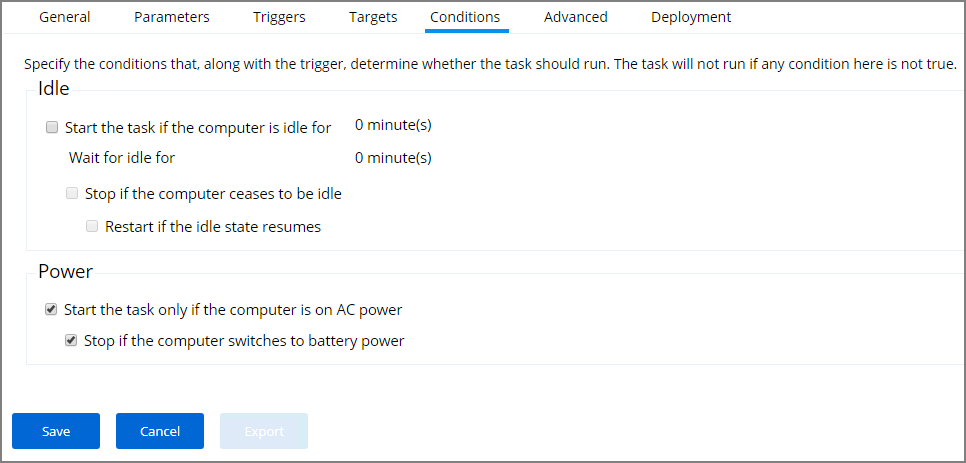 General Parameters Triggers Targets Conditions Advanced Deployment
Specify the conditions that, along with the trigger, determine whether the task should run. The task will not run if any condition here is not true.
Idle
Start the task if the computer is idle for 0 minute(s)
Wait for idle for 0 minute(s)
Stop if the computer ceases to be idle
Restart if the idle state resumes
Power
Start the task only if the computer is on AC power
Stop if the computer switches to battery power
Save Cancel Export